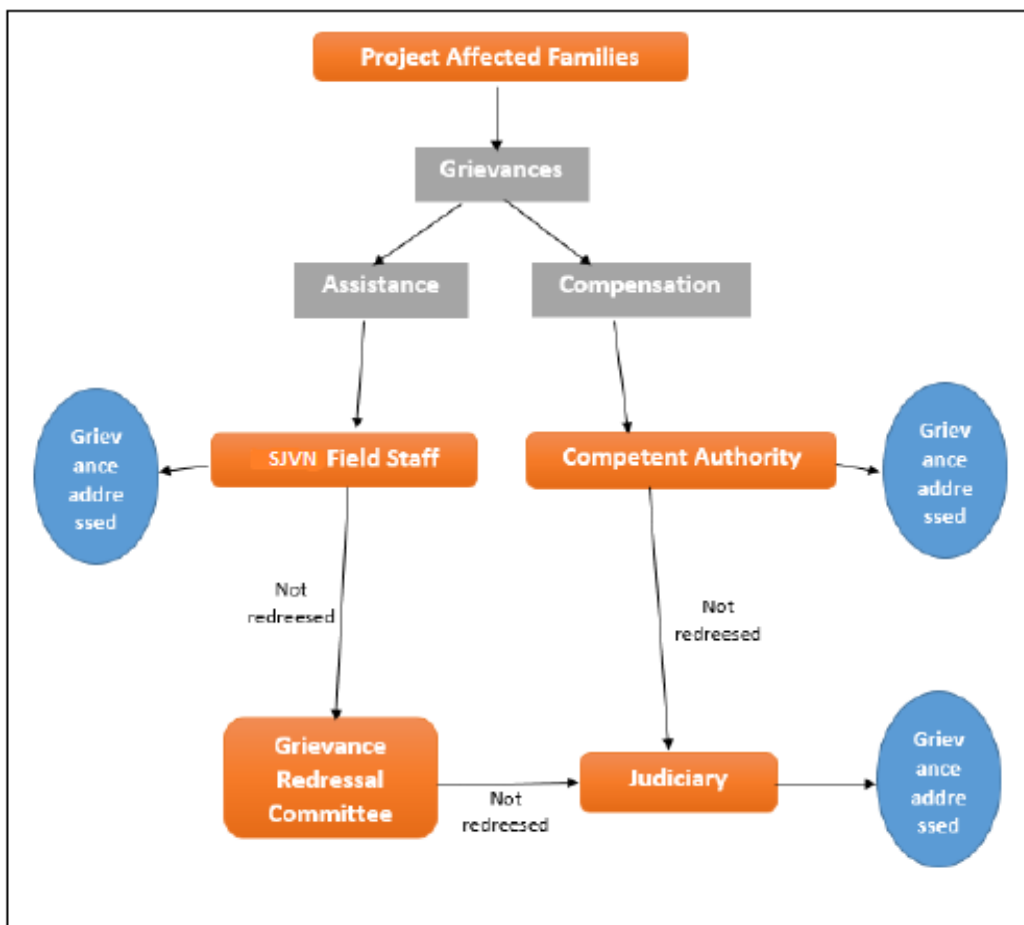 Project Affected Families
Grievances
Assistance
Compensation
Griev
ance
addre
ssed
SJVN Field Staff
Competent Authority
Griev
ance
addre
ssed
Not
redreesed
Not
redreesed
Grievance
Redressal
Committee
Not
redreesed
Judiciary
Griev
ance
addre
ssed